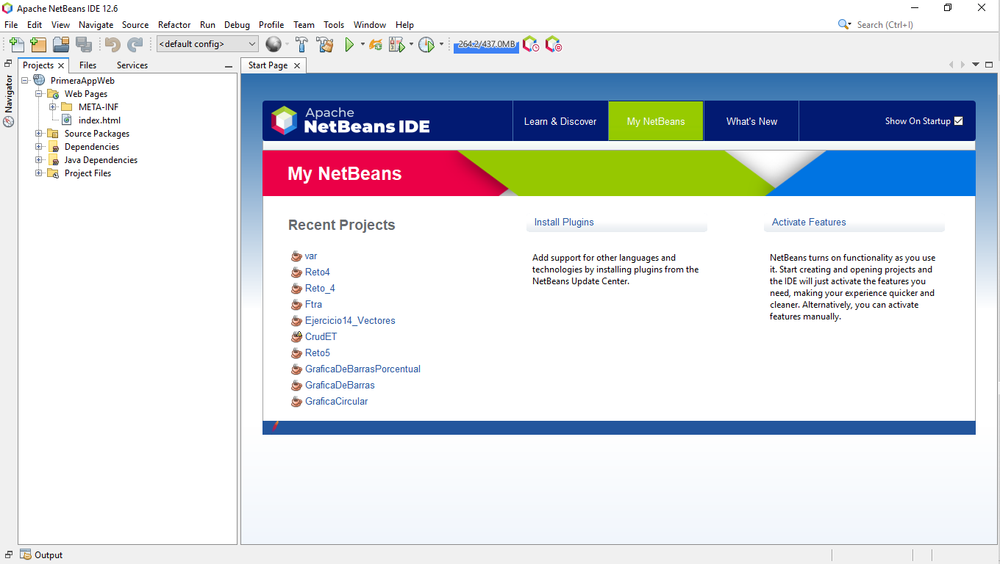 Apache NetBeans IDE 12.6
File Edit View Navigate Source Refactor Run Debug Profile Team Tools Window Help
Search (Ctrl+I)
<default config>
264.2/437.0MB
Projects Files Services
Navigator
PrimeraAppWeb
Web Pages
META-INF
index.html
Source Packages
Dependencies
Java Dependencies
Project Files
Start Page
Apache
NetBeans IDE
Learn & Discover
My NetBeans
What's New
Show On Startup
My NetBeans
Recent Projects
var
Reto4
Reto_4
Ftra
Ejercicio14_Vectores
CrudET
Reto5
GraficaDeBarrasPorcentual
GraficaDeBarras
GraficaCircular
Install Plugins
Add support for other languages and
technologies by installing plugins from the
NetBeans Update Center.
Activate Features
NetBeans turns on functionality as you use
it. Start creating and opening projects and
the IDE will just activate the features you
need, making your experience quicker and
cleaner. Alternatively, you can activate
features manually.
Output